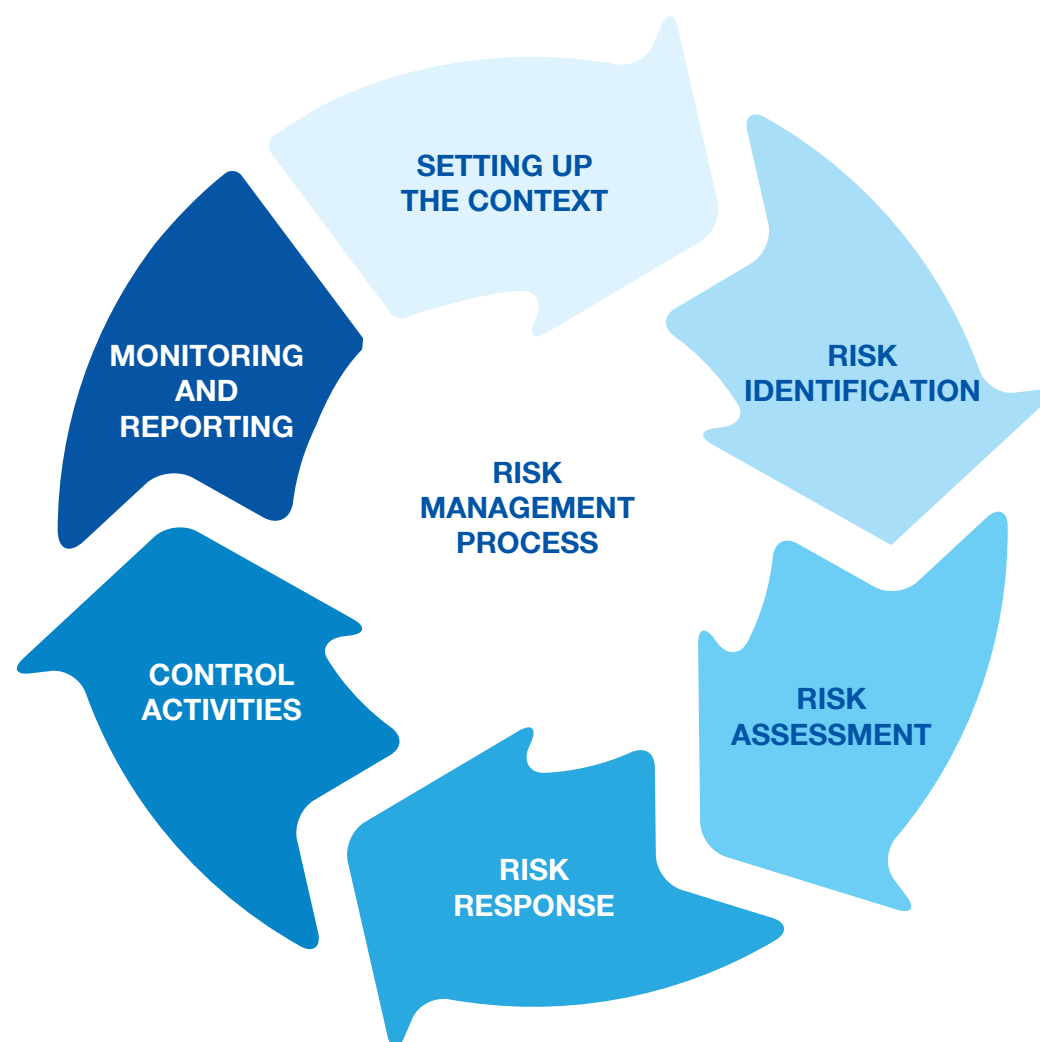 SETTING UP
THE CONTEXT
RISK
IDENTIFICATION
RISK
ASSESSMENT
RISK
RESPONSE
CONTROL
ACTIVITIES
MONITORING
AND
REPORTING
RISK
MANAGEMENT
PROCESS